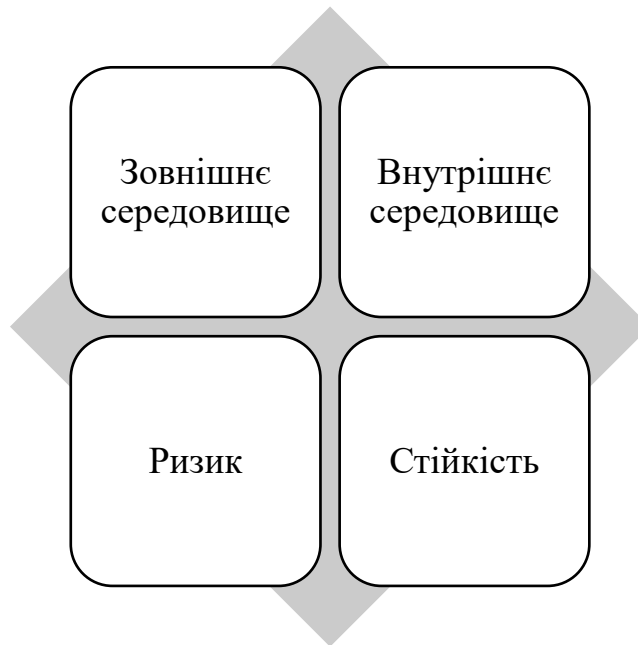 Зовнішнє
середовище
Внутрішнє
середовище
Ризик
Стійкість